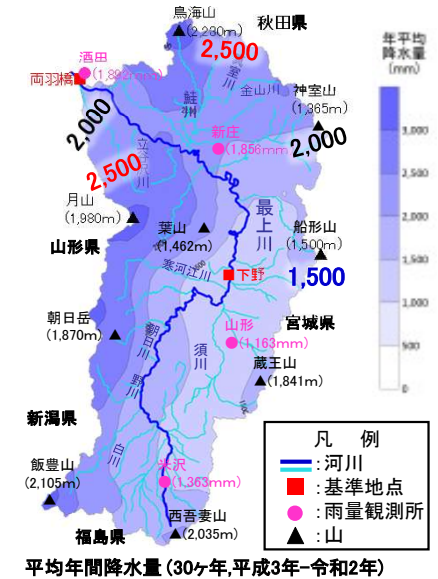 鳥海山
(2,230m)
秋田県
2,500
年平均
降水量
(mm)
酒田
(1,892mm)
両羽橋
鮭川
金山川
神室山
(1,365m)
2,000
立谷沢川
新庄
(1,856mm)
2,000
2,500
月山
(1,980m)
葉山
(1,462m)
最上川
船形山
(1,500m)
山形県
寒河江川
下野
1,500
朝日岳
(1,870m)
朝日川
山形
(1,163mm)
宮城県
須川
蔵王山
(1,841m)
野川
新潟県
白川
飯豊山
(2,105m)
米沢
(1,363mm)
西吾妻山
(2,035m)
福島県
3,000
2,500
2,000
1,500
1,000
500
0
凡 例
:河川
:基準地点
:雨量観測所
:山
平均年間降水量(30ヶ年,平成3年-令和2年)